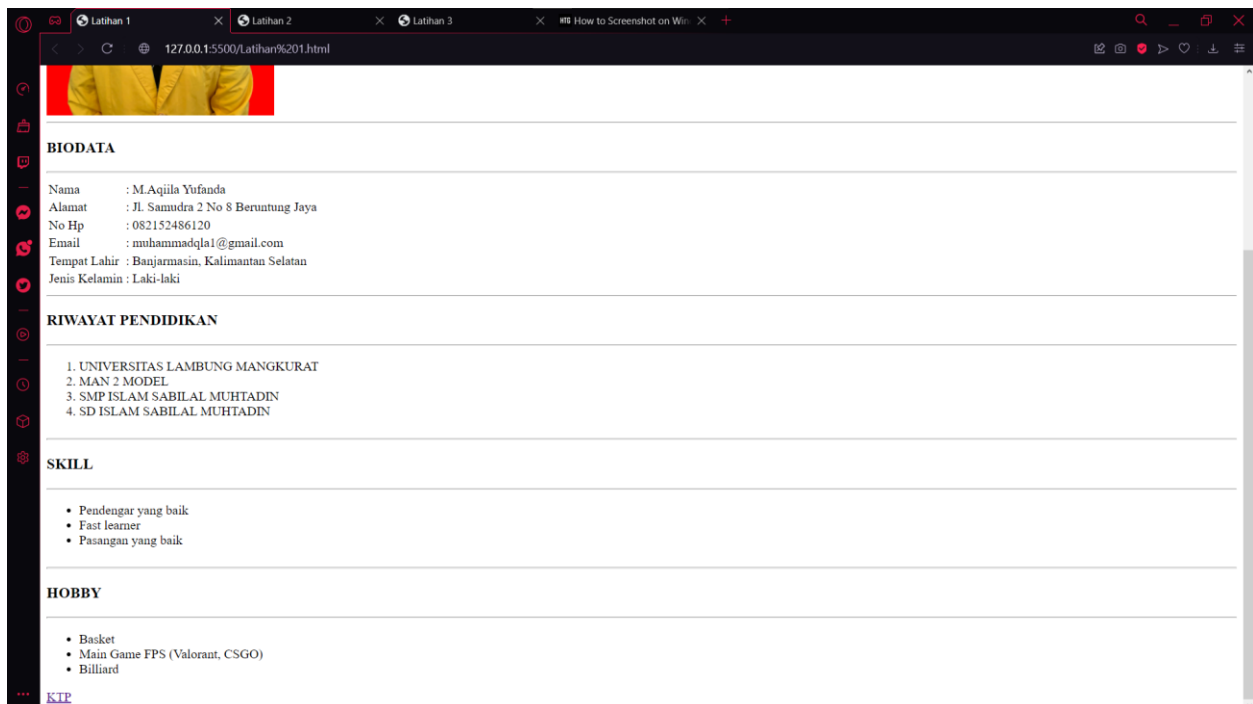 Latihan 1
Latihan 2
Latihan 3
HTG How to Screenshot on Win
127.0.0.1:5500/Latihan%201.html
BIODATA
Nama : M.Aqiila Yufanda
Alamat : Jl. Samudra 2 No 8 Beruntung Jaya
No Hp : 082152486120
Email : muhammadqla1@gmail.com
Tempat Lahir : Banjarmasin, Kalimantan Selatan
Jenis Kelamin : Laki-laki
RIWAYAT PENDIDIKAN
1. UNIVERSITAS LAMBUNG MANGKURAT
2. MAN 2 MODEL
3. SMP ISLAM SABILAL MUHTADIN
4. SD ISLAM SABILAL MUHTADIN
SKILL
• Pendengar yang baik
• Fast learner
• Pasangan yang baik
HOBBY
• Basket
• Main Game FPS (Valorant, CSGO)
• Billiard
KTP